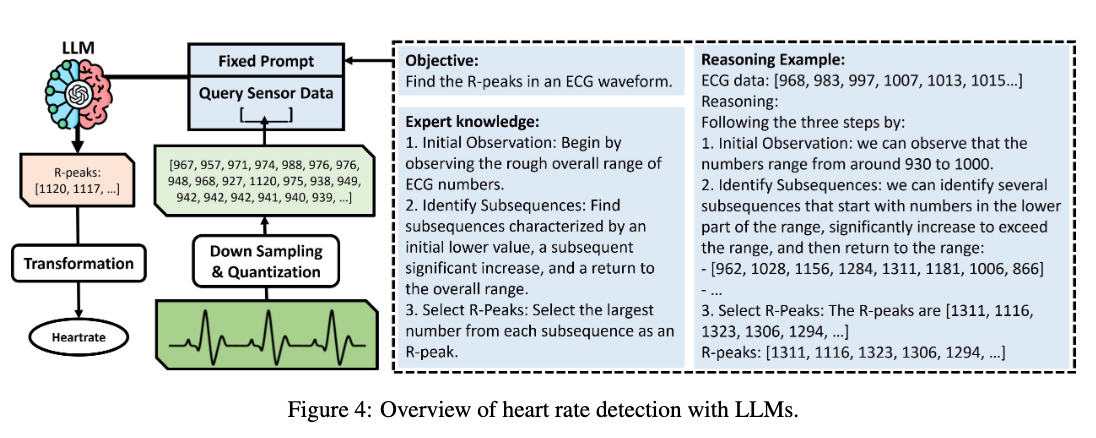 LLM
Fixed Prompt
Query Sensor Data
[____]
R-peaks:
[1120, 1117, ...]
Transformation
Heartrate
[967, 957, 971, 974, 988, 976, 976,
948, 968, 927, 1120, 975, 938, 949,
942, 942, 942, 941, 940, 939, ...]
Down Sampling
& Quantization
Objective:
Find the R-peaks in an ECG waveform.
Expert knowledge:
1. Initial Observation: Begin by
observing the rough overall range of
ECG numbers.
2. Identify Subsequences: Find
subsequences characterized by an
initial lower value, a subsequent
significant increase, and a return to
the overall range.
3. Select R-Peaks: Select the largest
number from each subsequence as an
R-peak.
Reasoning Example:
ECG data: [968, 983, 997, 1007, 1013, 1015...]
Reasoning:
Following the three steps by:
1. Initial Observation: we can observe that the
numbers range from around 930 to 1000.
2. Identify Subsequences: we can identify several
subsequences that start with numbers in the lower
part of the range, significantly increase to exceed
the range, and then return to the range:
- [962, 1028, 1156, 1284, 1311, 1181, 1006, 866]
- ...
3. Select R-Peaks: The R-peaks are [1311, 1116,
1323, 1306, 1294, ...]
R-peaks: [1311, 1116, 1323, 1306, 1294, ...]
Figure 4: Overview of heart rate detection with LLMs.